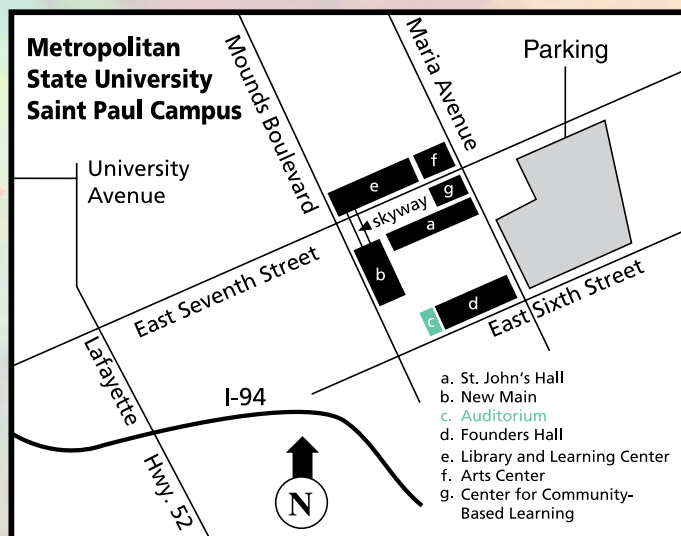 Metropolitan
State University
Saint Paul Campus
Mounds Boulevard
Maria Avenue
Parking
University
Avenue
e
f
g
skyway
a
b
c
d
East Seventh Street
East Sixth Street
Lafayette
Hwy. 52
I-94
N
a. St. John's Hall
b. New Main
c. Auditorium
d. Founders Hall
e. Library and Learning Center
f. Arts Center
g. Center for Community-
Based Learning